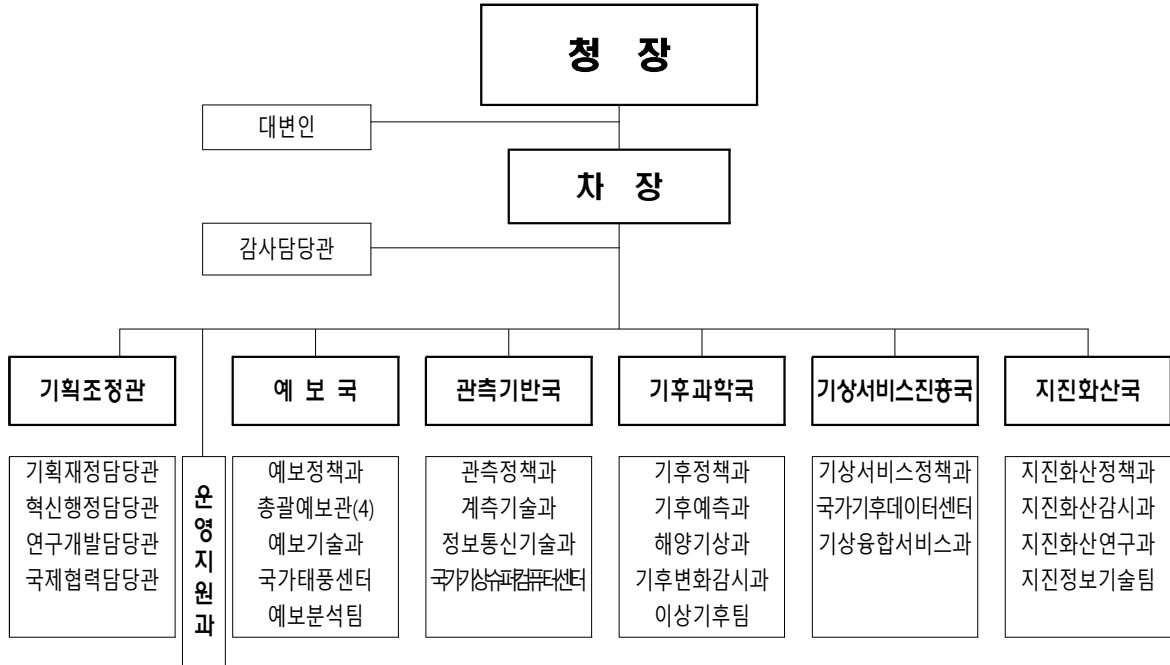 청 장
대변인
차 장
감사담당관
기획조정관
예 보 국
관측기반국
기후과학국
기상서비스진흥국
지진화산국
기획재정담당관
혁신행정담당관
연구개발담당관
국제협력담당관
운영지원과
예보정책과
총괄예보관(4)
예보기술과
국가태풍센터
예보분석팀
관측정책과
계측기술과
정보통신기술과
국가기상슈퍼컴퓨터센터
기후정책과
기후예측과
해양기상과
기후변화감시과
이상기후팀
기상서비스정책과
국가기후데이터센터
기상융합서비스과
지진화산정책과
지진화산감시과
지진화산연구과
지진정보기술팀